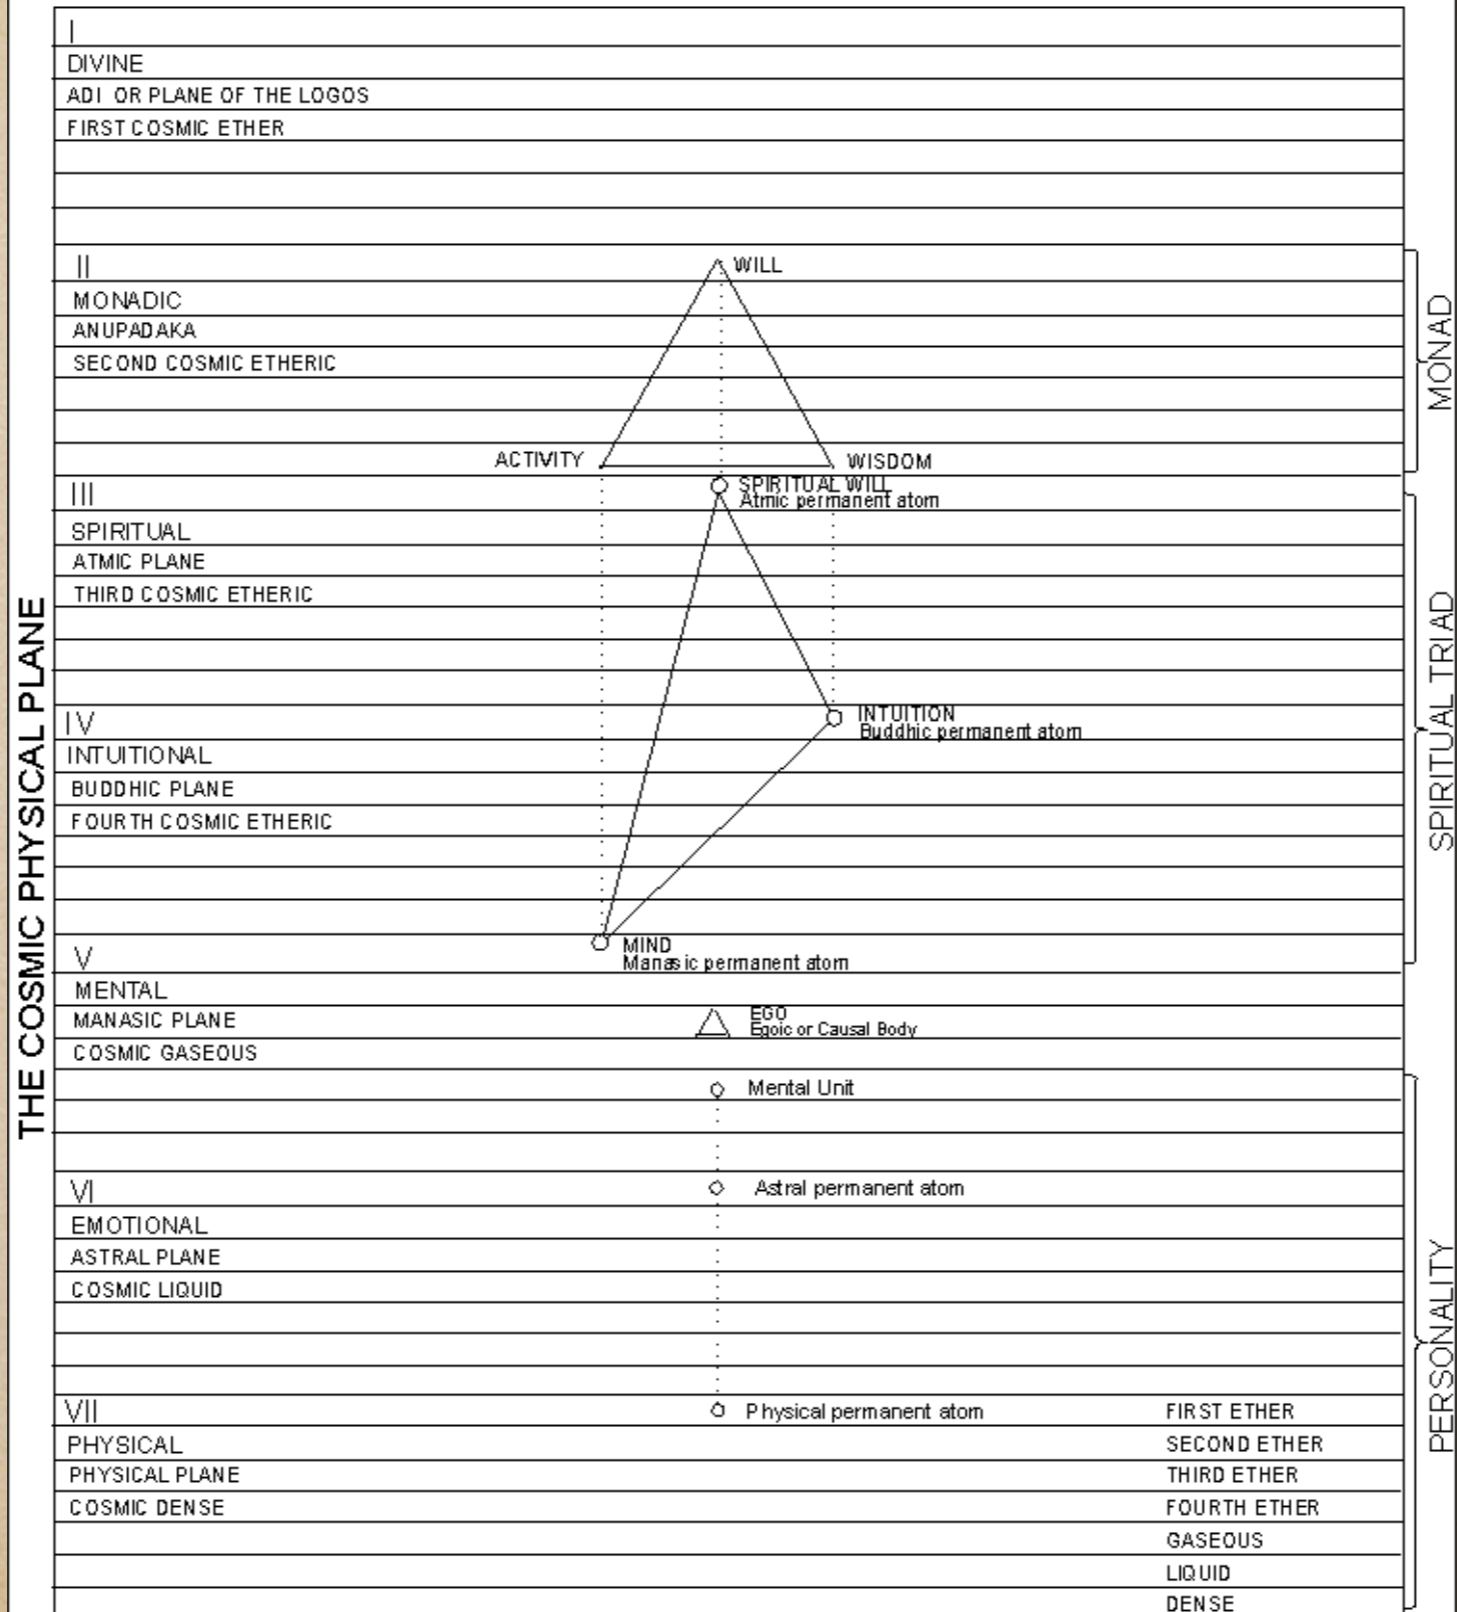 THE COSMIC PHYSICAL PLANE
I
DIVINE
ADI OR PLANE OF THE LOGOS
FIRST COSMIC ETHER
II
WILL
MONADIC
ANUPADAKA
SECOND COSMIC ETHERIC
ACTIVITY
WISDOM
MONAD
III
SPIRITUAL WILL
Atmic permanent atom
SPIRITUAL
ATMIC PLANE
THIRD COSMIC ETHERIC
IV
INTUITION
Buddhic permanent atom
INTUITIONAL
BUDDHIC PLANE
FOURTH COSMIC ETHERIC
SPIRITUAL TRIAD
V
MIND
Manasic permanent atom
MENTAL
MANASIC PLANE
EGO
Egoic or Causal Body
COSMIC GASEOUS
Mental Unit
VI
Astral permanent atom
EMOTIONAL
ASTRAL PLANE
COSMIC LIQUID
PERSONALITY
VII
Physical permanent atom
FIRST ETHER
PHYSICAL
SECOND ETHER
PHYSICAL PLANE
THIRD ETHER
COSMIC DENSE
FOURTH ETHER
GASEOUS
LIQUID
DENSE